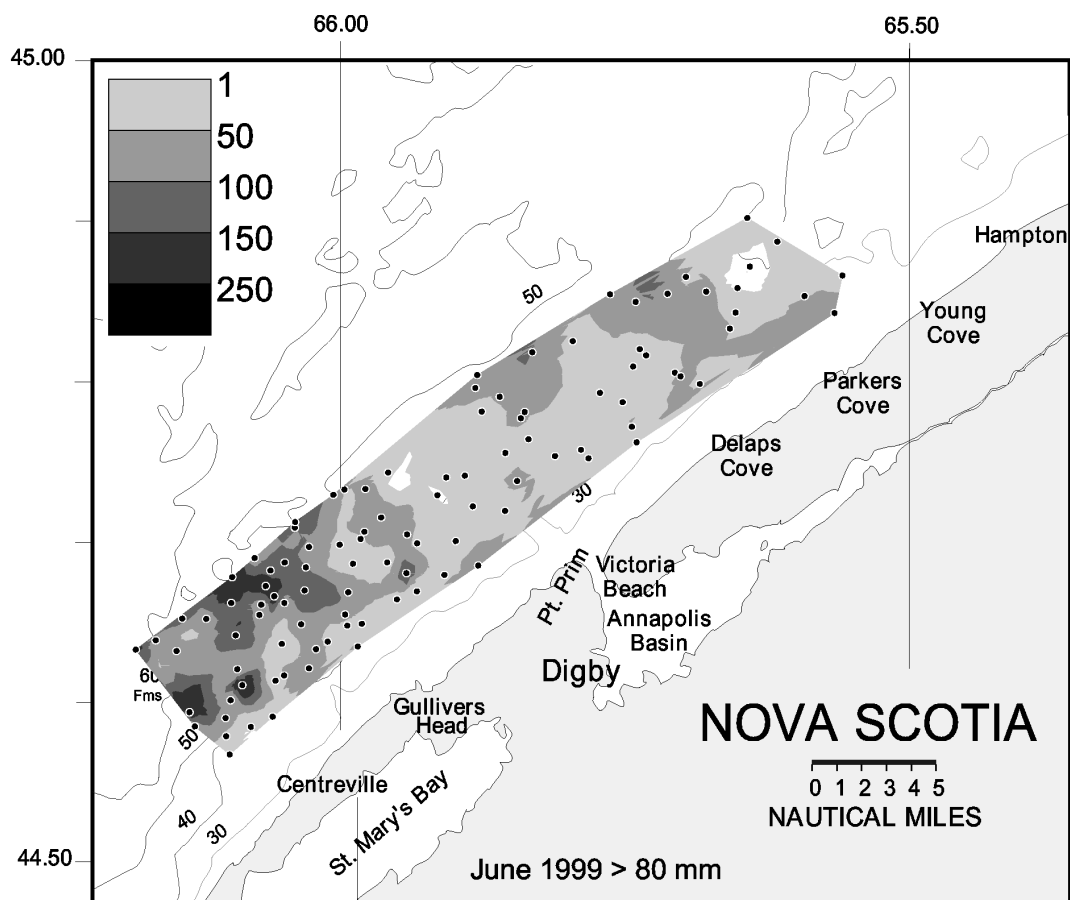 66.00
65.50
45.00
1
50
100
150
250
Hampton
50
Young
Cove
Parkers
Cove
Delaps
Cove
30
Pt. Prim
Victoria
Beach
Annapolis
Basin
Digby
Fms
50
Gullivers
Head
NOVA SCOTIA
0 1 2 3 4 5
NAUTICAL MILES
Centreville
St. Mary's Bay
40
30
44.50
June 1999 > 80 mm